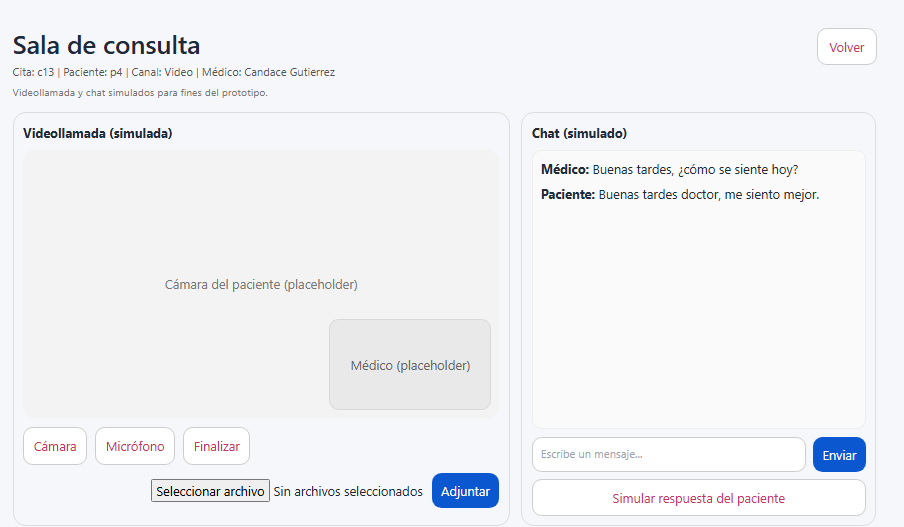 Sala de consulta
Volver
Cita: c13 | Paciente: p4 | Canal: Video | Médico: Candace Gutierrez
Videollamada y chat simulados para fines del prototipo.
Videollamada (simulada)
Cámara del paciente (placeholder)
Médico (placeholder)
Cámara
Micrófono
Finalizar
Seleccionar archivo
Sin archivos seleccionados
Adjuntar
Chat (simulado)
Médico: Buenas tardes, ¿cómo se siente hoy?
Paciente: Buenas tardes doctor, me siento mejor.
Escribe un mensaje...
Enviar
Simular respuesta del paciente